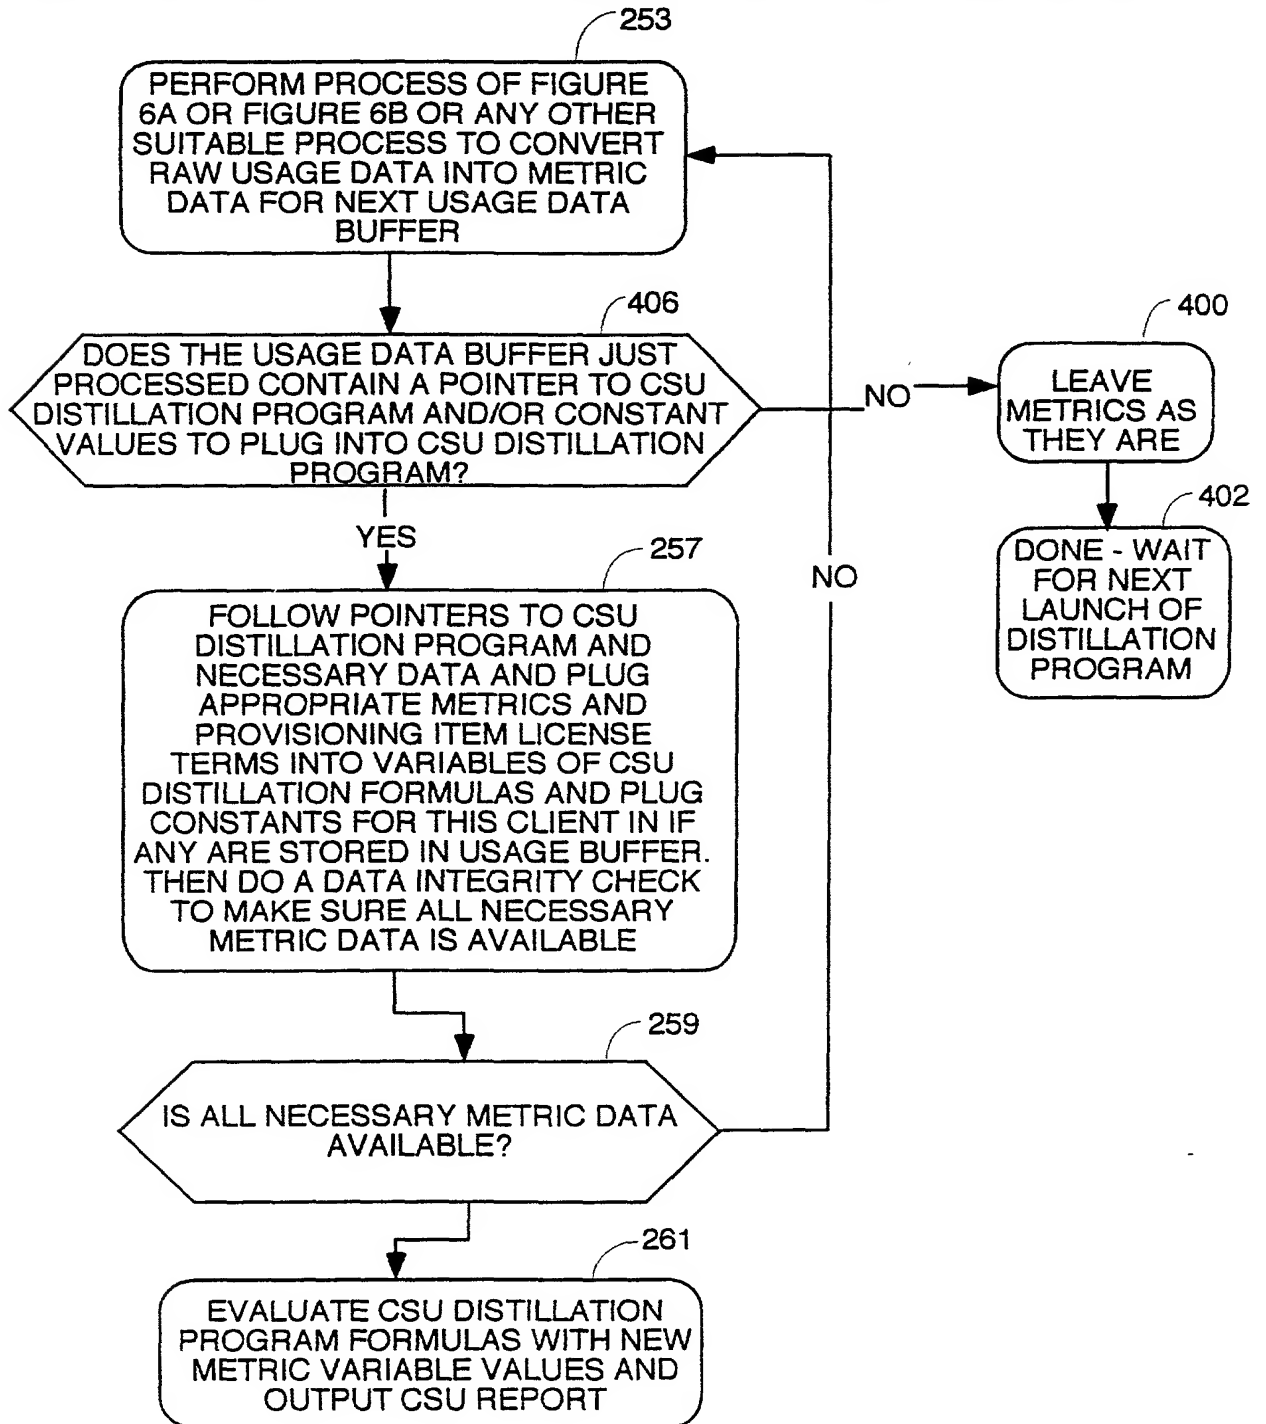 253
PERFORM PROCESS OF FIGURE
6A OR FIGURE 6B OR ANY OTHER
SUITABLE PROCESS TO CONVERT
RAW USAGE DATA INTO METRIC
DATA FOR NEXT USAGE DATA
BUFFER
406
DOES THE USAGE DATA BUFFER JUST
PROCESSED CONTAIN A POINTER TO CSU
DISTILLATION PROGRAM AND/OR CONSTANT
VALUES TO PLUG INTO CSU DISTILLATION
PROGRAM?
NO
400
LEAVE
METRICS AS
THEY ARE
402
DONE - WAIT
FOR NEXT
LAUNCH OF
DISTILLATION
PROGRAM
YES
NO
257
FOLLOW POINTERS TO CSU
DISTILLATION PROGRAM AND
NECESSARY DATA AND PLUG
APPROPRIATE METRICS AND
PROVISIONING ITEM LICENSE
TERMS INTO VARIABLES OF CSU
DISTILLATION FORMULAS AND PLUG
CONSTANTS FOR THIS CLIENT IN IF
ANY ARE STORED IN USAGE BUFFER.
THEN DO A DATA INTEGRITY CHECK
TO MAKE SURE ALL NECESSARY
METRIC DATA IS AVAILABLE
259
IS ALL NECESSARY METRIC DATA
AVAILABLE?
261
EVALUATE CSU DISTILLATION
PROGRAM FORMULAS WITH NEW
METRIC VARIABLE VALUES AND
OUTPUT CSU REPORT